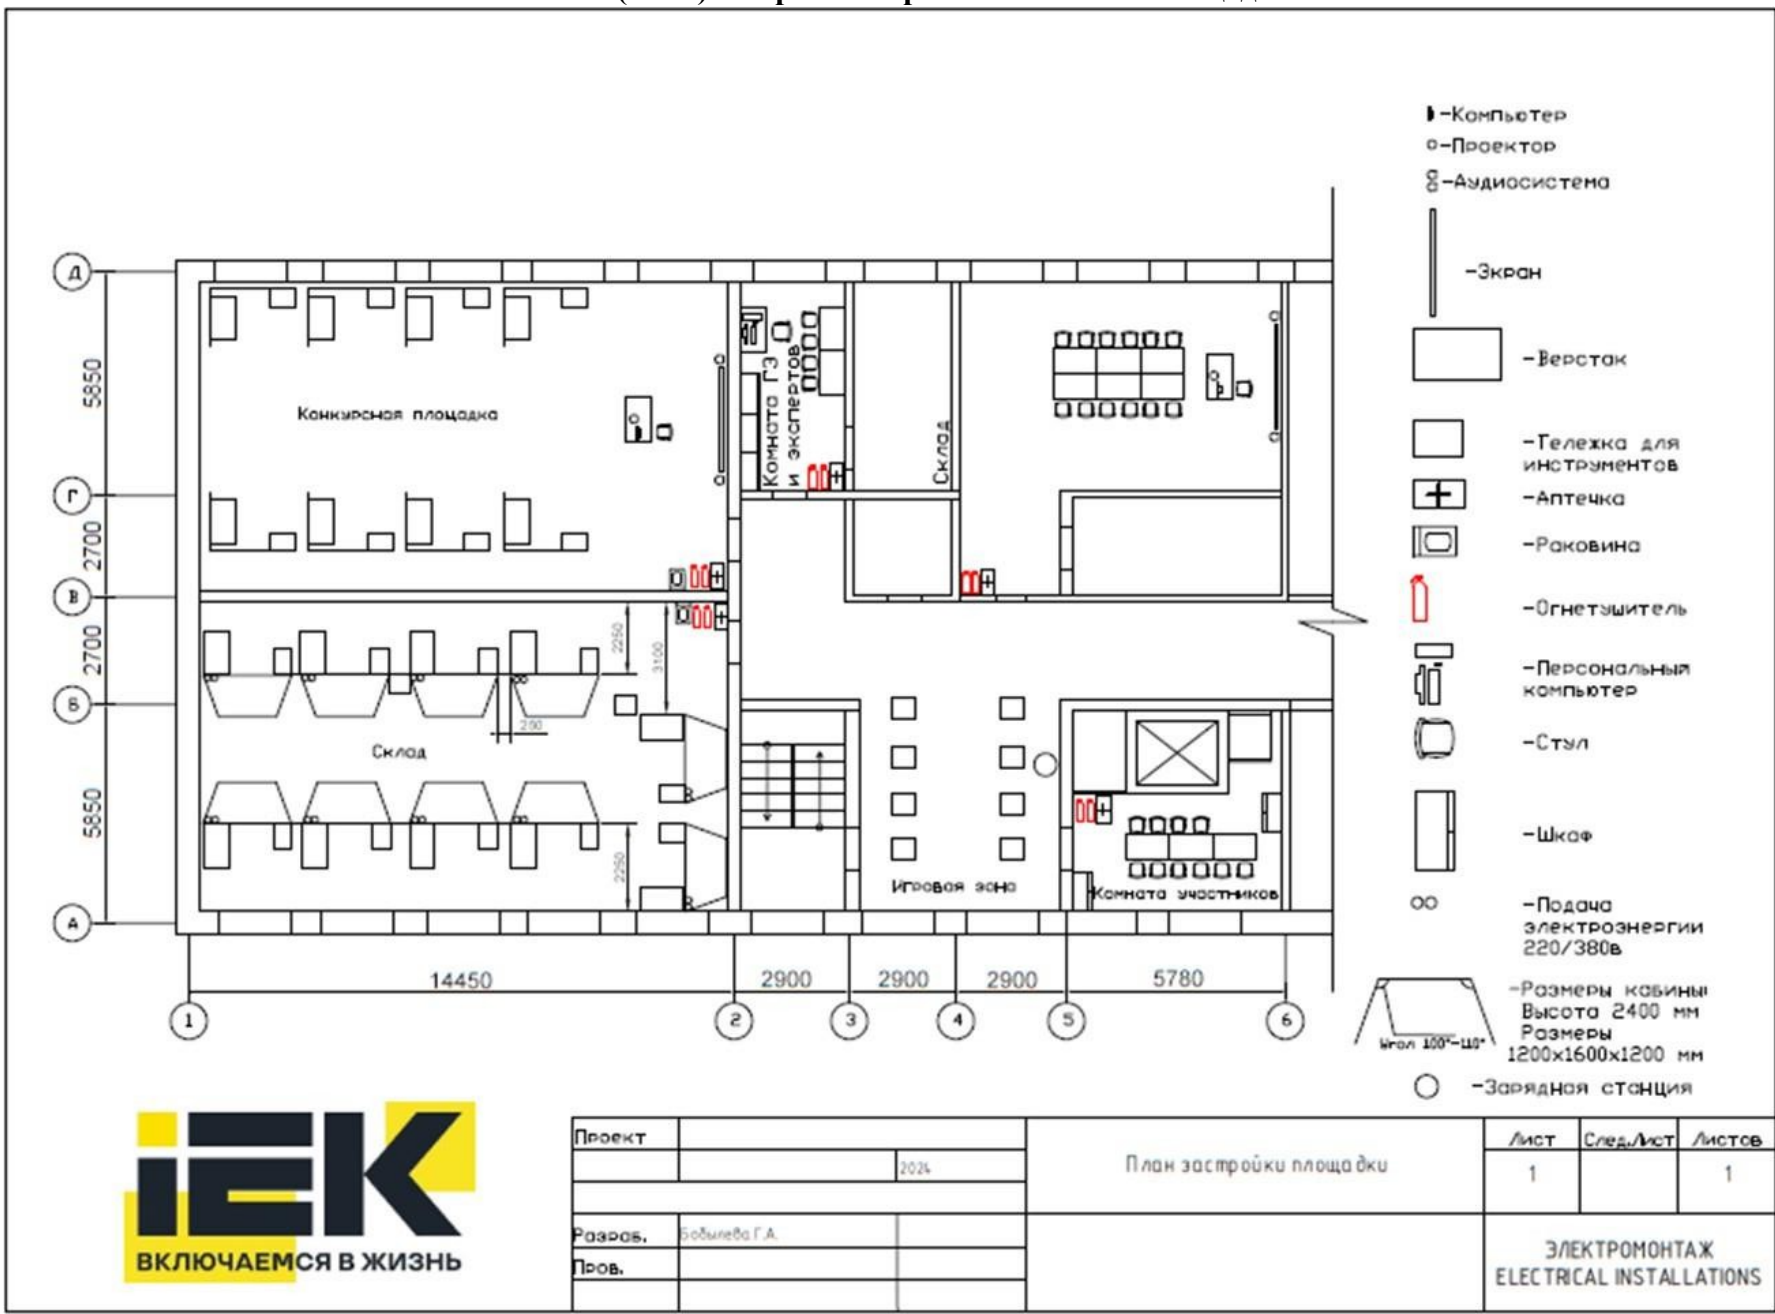 -Компьютер
-Проектор
-Аудиосистема
-Экран
-Верстак
-Тележка для
инструментов
-Аптечка
-Раковина
-Огнетушитель
-Персональный
компьютер
-Стул
-Шкаф
-Подача
электроэнергии
220/380в
-Размеры кабины
Высота 2400 мм
Размеры
1200х1600х1200 мм
Угол 100°-110°
-Зарядная станция
Д
Г
В
Б
А
5850
2700
2700
5850
Конкурсная площадка
Комната ГЭ
и экспертов
Склад
2250
3100
200
Склад
2250
Игровая зона
Комната участников
14450
2900
2900
2900
5780
1
2
3
4
5
6
iEK
ВКЛЮЧАЕМСЯ В ЖИЗНЬ
Проект
2024
Разраб.
Бобылева Г.А.
Пров.
План застройки площадки
Лист
След.Лист
Листов
1
1
ЭЛЕКТРОМОНТАЖ
ELECTRICAL INSTALLATIONS